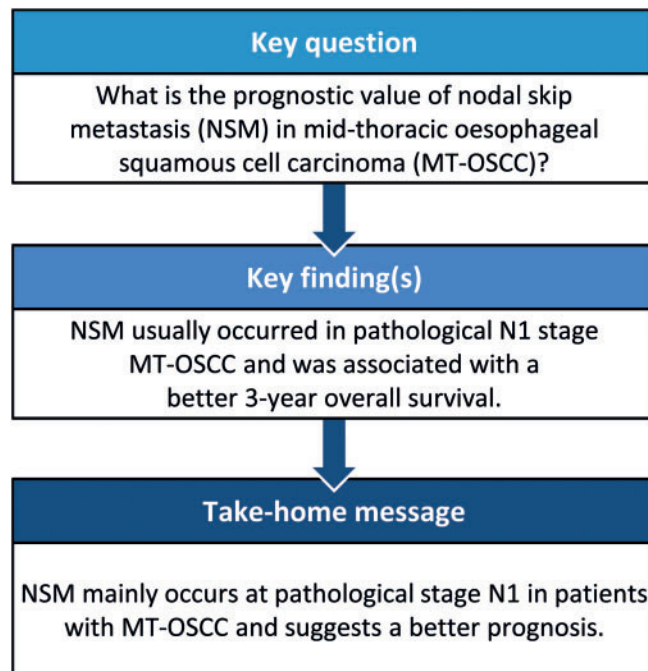 Key question
What is the prognostic value of nodal skip
metastasis (NSM) in mid-thoracic oesophageal
squamous cell carcinoma (MT-OSCC)?
Key finding(s)
NSM usually occurred in pathological N1 stage
MT-OSCC and was associated with a
better 3-year overall survival.
Take-home message
NSM mainly occurs at pathological stage N1 in patients
with MT-OSCC and suggests a better prognosis.